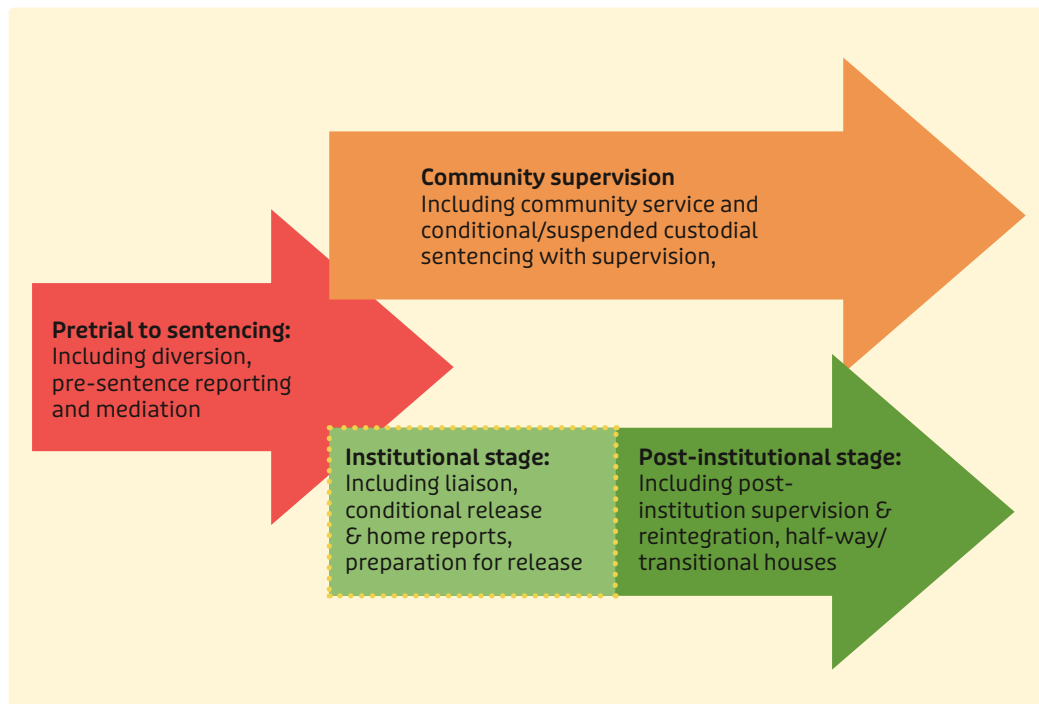 Community supervision
Including community service and
conditional/suspended custodial
sentencing with supervision,
Pretrial to sentencing:
Including diversion,
pre-sentence reporting
and mediation
Institutional stage:
Including liaison,
conditional release
& home reports,
preparation for release
Post-institutional stage:
Including post-
institution supervision &
reintegration, half-way/
transitional houses